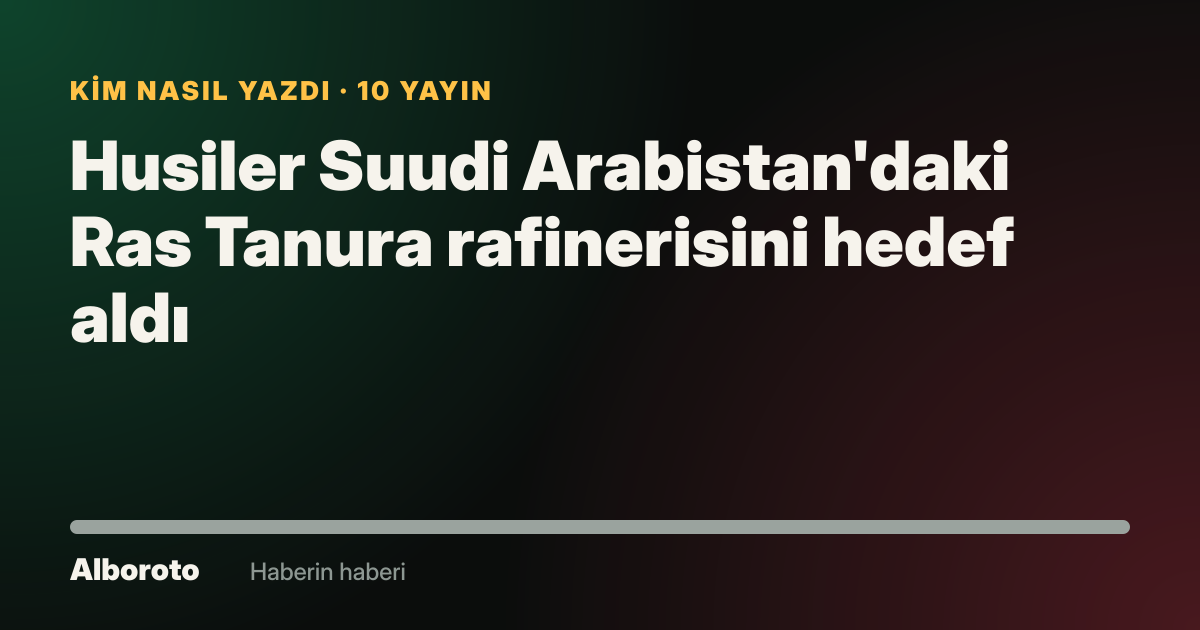 KİM NASIL YAZDI · 10 YAYIN
Husiler Suudi Arabistan'daki
Ras Tanura rafinerisini hedef
aldı
Alboroto
Haberin haberi